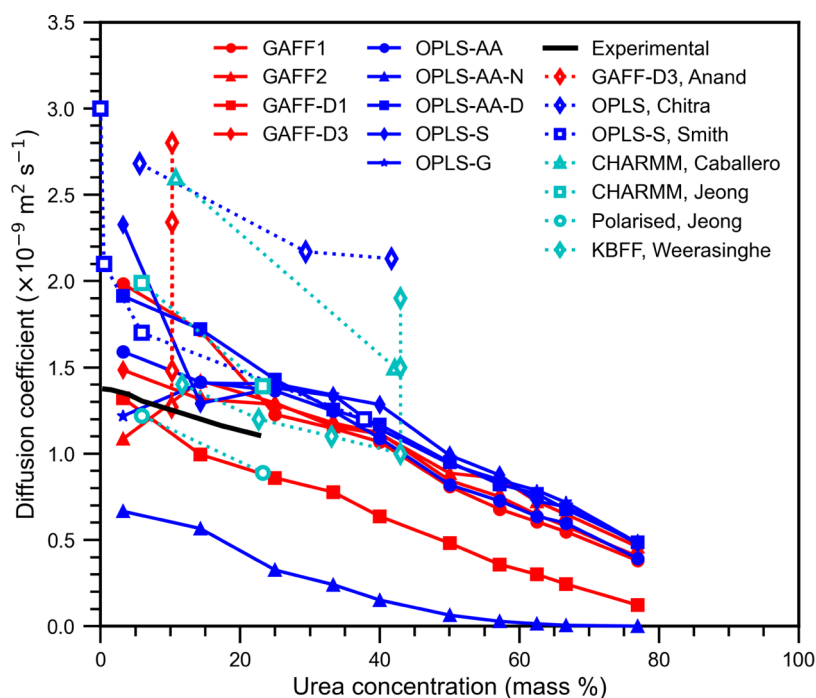 3.5
3.0
2.5
2.0
1.5
1.0
0.5
0.0
Diffusion coefficient (×10⁻⁹ m² s⁻¹)
GAFF1
GAFF2
GAFF-D1
GAFF-D3
OPLS-AA
OPLS-AA-N
OPLS-AA-D
OPLS-S
OPLS-G
Experimental
GAFF-D3, Anand
OPLS, Chitra
OPLS-S, Smith
CHARMM, Caballero
CHARMM, Jeong
Polarised, Jeong
KBFF, Weerasinghe
0 20 40 60 80 100
Urea concentration (mass %)